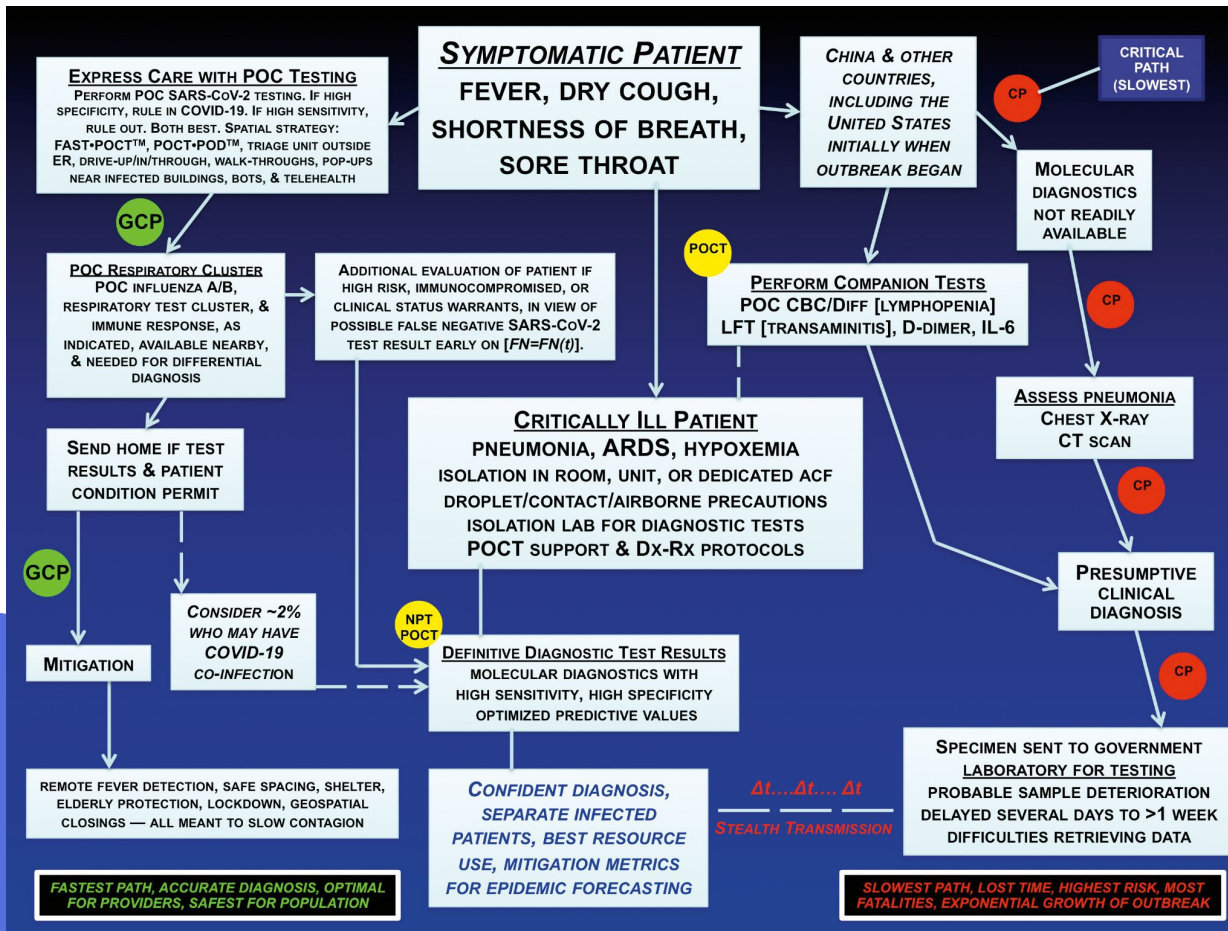 SYMPTOMATIC PATIENT
FEVER, DRY COUGH,
SHORTNESS OF BREATH,
SORE THROAT
EXPRESS CARE WITH POC TESTING
PERFORM POC SARS-COV-2 TESTING. IF HIGH
SPECIFICITY, RULE IN COVID-19. IF HIGH SENSITIVITY,
RULE OUT. BOTH BEST. SPATIAL STRATEGY:
FAST•POCT™, POCT•POD™, TRIAGE UNIT OUTSIDE
ER, DRIVE-UP/IN/THROUGH, WALK-THROUGHS, POP-UPS
NEAR INFECTED BUILDINGS, BOTS, & TELEHEALTH
GCP
POC RESPIRATORY CLUSTER
POC INFLUENZA A/B,
RESPIRATORY TEST CLUSTER, &
IMMUNE RESPONSE, AS
INDICATED, AVAILABLE NEARBY,
& NEEDED FOR DIFFERENTIAL
DIAGNOSIS
ADDITIONAL EVALUATION OF PATIENT IF
HIGH RISK, IMMUNOCOMPROMISED, OR
CLINICAL STATUS WARRANTS, IN VIEW OF
POSSIBLE FALSE NEGATIVE SARS-COV-2
TEST RESULT EARLY ON [FN=FN(t)].
SEND HOME IF TEST
RESULTS & PATIENT
CONDITION PERMIT
GCP
CONSIDER ~2%
WHO MAY HAVE
COVID-19
CO-INFECTION
MITIGATION
REMOTE FEVER DETECTION, SAFE SPACING, SHELTER,
ELDERLY PROTECTION, LOCKDOWN, GEOSPATIAL
CLOSINGS — ALL MEANT TO SLOW CONTAGION
FASTEST PATH, ACCURATE DIAGNOSIS, OPTIMAL
FOR PROVIDERS, SAFEST FOR POPULATION
CRITICALLY ILL PATIENT
PNEUMONIA, ARDS, HYPOXEMIA
ISOLATION IN ROOM, UNIT, OR DEDICATED ACF
DROPLET/CONTACT/AIRBORNE PRECAUTIONS
ISOLATION LAB FOR DIAGNOSTIC TESTS
POCT SUPPORT & DX-RX PROTOCOLS
NPT
POCT
DEFINITIVE DIAGNOSTIC TEST RESULTS
MOLECULAR DIAGNOSTICS WITH
HIGH SENSITIVITY, HIGH SPECIFICITY
OPTIMIZED PREDICTIVE VALUES
CONFIDENT DIAGNOSIS,
SEPARATE INFECTED
PATIENTS, BEST RESOURCE
USE, MITIGATION METRICS
FOR EPIDEMIC FORECASTING
Δt....Δt.... Δt
STEALTH TRANSMISSION
CHINA & OTHER
COUNTRIES,
INCLUDING THE
UNITED STATES
INITIALLY WHEN
OUTBREAK BEGAN
POCT
PERFORM COMPANION TESTS
POC CBC/DIFF [LYMPHOPENIA]
LFT [TRANSAMINITIS], D-DIMER, IL-6
CP
CRITICAL
PATH
(SLOWEST)
MOLECULAR
DIAGNOSTICS
NOT READILY
AVAILABLE
CP
ASSESS PNEUMONIA
CHEST X-RAY
CT SCAN
CP
PRESUMPTIVE
CLINICAL
DIAGNOSIS
CP
SPECIMEN SENT TO GOVERNMENT
LABORATORY FOR TESTING
PROBABLE SAMPLE DETERIORATION
DELAYED SEVERAL DAYS TO >1 WEEK
DIFFICULTIES RETRIEVING DATA
SLOWEST PATH, LOST TIME, HIGHEST RISK, MOST
FATALITIES, EXPONENTIAL GROWTH OF OUTBREAK